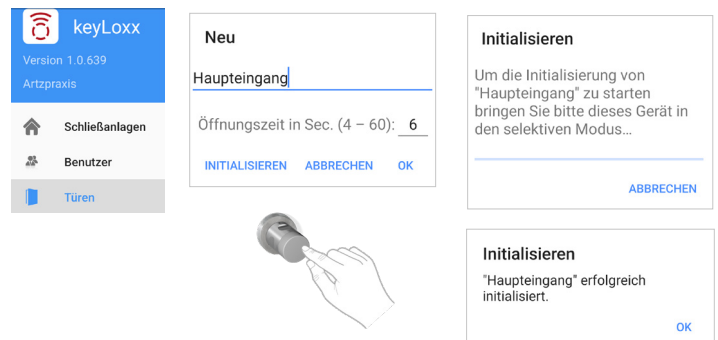 keyLoxx
Version 1.0.639
Artzpraxis
Schließanlagen
Benutzer
Türen
Neu
Haupteingang
Öffnungszeit in Sec. (4 – 60): 6
INITIALISIEREN ABBRECHEN OK
Initialisieren
Um die Initialisierung von
"Haupteingang" zu starten
bringen Sie bitte dieses Gerät in
den selektiven Modus...
ABBRECHEN
Initialisieren
"Haupteingang" erfolgreich
initialisiert.
OK